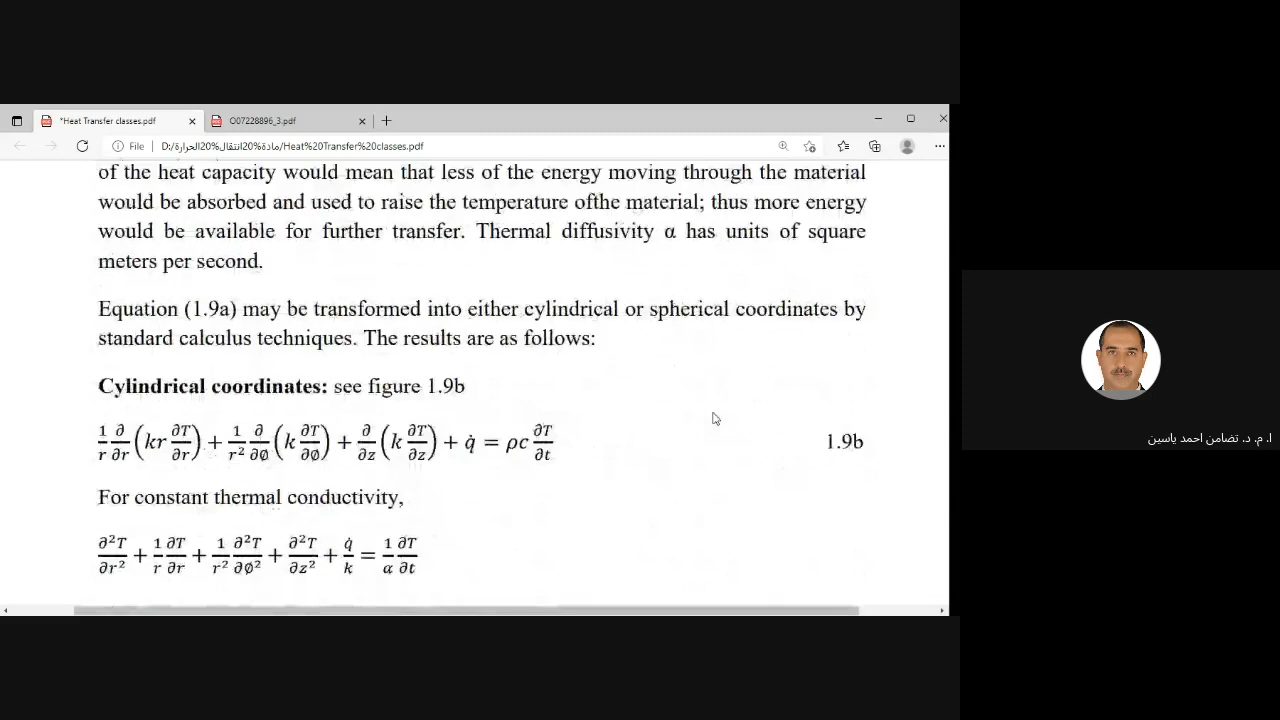 *Heat Transfer classes.pdf
O07228896_3.pdf
File | D:/مادة%20انتقال%20الحرارة/Heat%20Transfer%20classes.pdf
of the heat capacity would mean that less of the energy moving through the material
would be absorbed and used to raise the temperature ofthe material; thus more energy
would be available for further transfer. Thermal diffusivity α has units of square
meters per second.
Equation (1.9a) may be transformed into either cylindrical or spherical coordinates by
standard calculus techniques. The results are as follows:
Cylindrical coordinates: see figure 1.9b
1/r ∂/∂r (kr ∂T/∂r) + 1/r² ∂/∂∅ (k ∂T/∂∅) + ∂/∂z (k ∂T/∂z) + q̇ = ρc ∂T/∂t 1.9b
For constant thermal conductivity,
∂²T/∂r² + 1/r ∂T/∂r + 1/r² ∂²T/∂∅² + ∂²T/∂z² + q̇/k = 1/α ∂T/∂t
ا. م. د. تضامن احمد ياسين